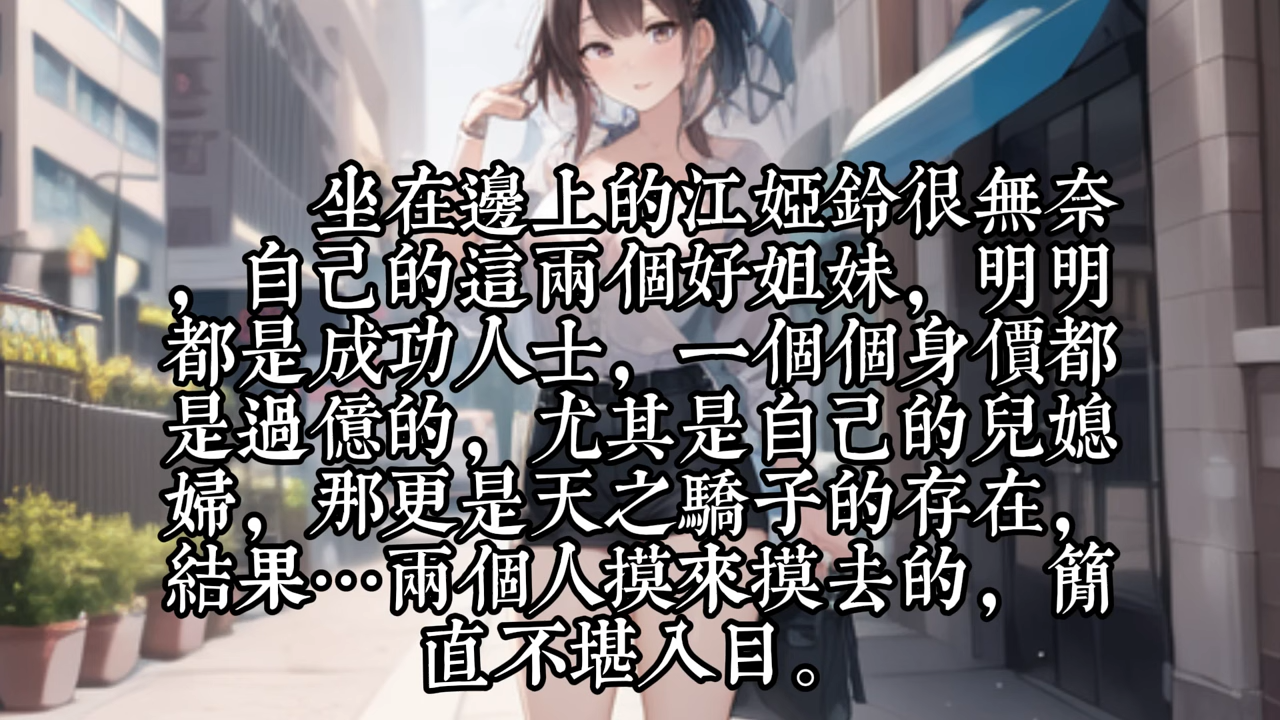 坐在邊上的江婭鈴很無奈
，自己的這兩個好姐妹，明明
都是成功人士，一個個身價都
是過億的，尤其是自己的兒媳
婦，那更是天之驕子的存在，
結果…兩個人摸來摸去的，簡
直不堪入目。